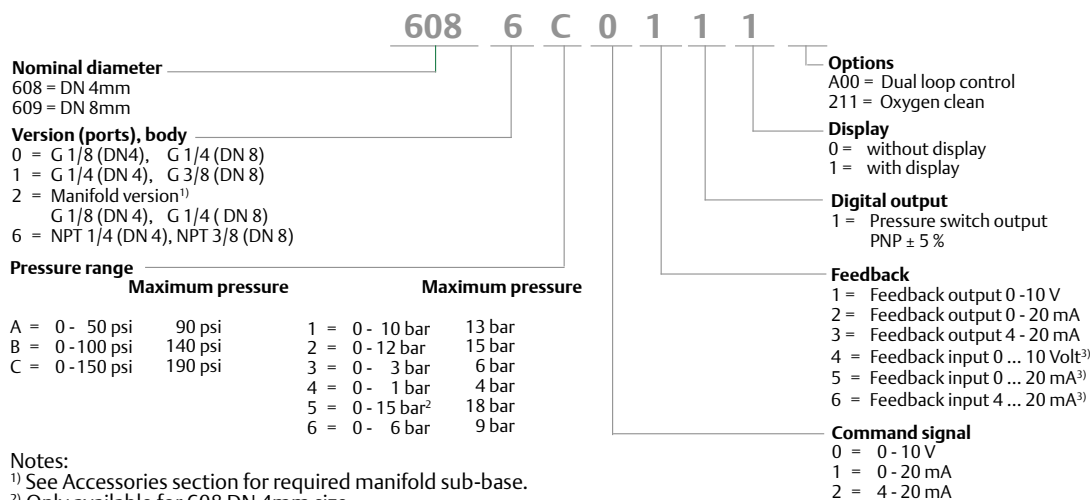 608 6 C 0 1 1 1
Nominal diameter
608 = DN 4mm
609 = DN 8mm
Version (ports), body
0 = G 1/8 (DN4), G 1/4 (DN 8)
1 = G 1/4 (DN 4), G 3/8 (DN 8)
2 = Manifold version1)
G 1/8 (DN 4), G 1/4 ( DN 8)
6 = NPT 1/4 (DN 4), NPT 3/8 (DN 8)
Pressure range
Maximum pressure
A = 0 - 50 psi 90 psi
B = 0 -100 psi 140 psi
C = 0 -150 psi 190 psi
Maximum pressure
1 = 0 - 10 bar 13 bar
2 = 0 - 12 bar 15 bar
3 = 0 - 3 bar 6 bar
4 = 0 - 1 bar 4 bar
5 = 0 - 15 bar2 18 bar
6 = 0 - 6 bar 9 bar
Options
A00 = Dual loop control
211 = Oxygen clean
Display
0 = without display
1 = with display
Digital output
1 = Pressure switch output
PNP ± 5 %
Feedback
1 = Feedback output 0 -10 V
2 = Feedback output 0 - 20 mA
3 = Feedback output 4 - 20 mA
4 = Feedback input 0 ... 10 Volt3)
5 = Feedback input 0 ... 20 mA3)
6 = Feedback input 4 ... 20 mA3)
Command signal
0 = 0 - 10 V
1 = 0 - 20 mA
2 = 4 - 20 mA
Notes:
1) See Accessories section for required manifold sub-base.
2) Only available for 608 DN 4mm size